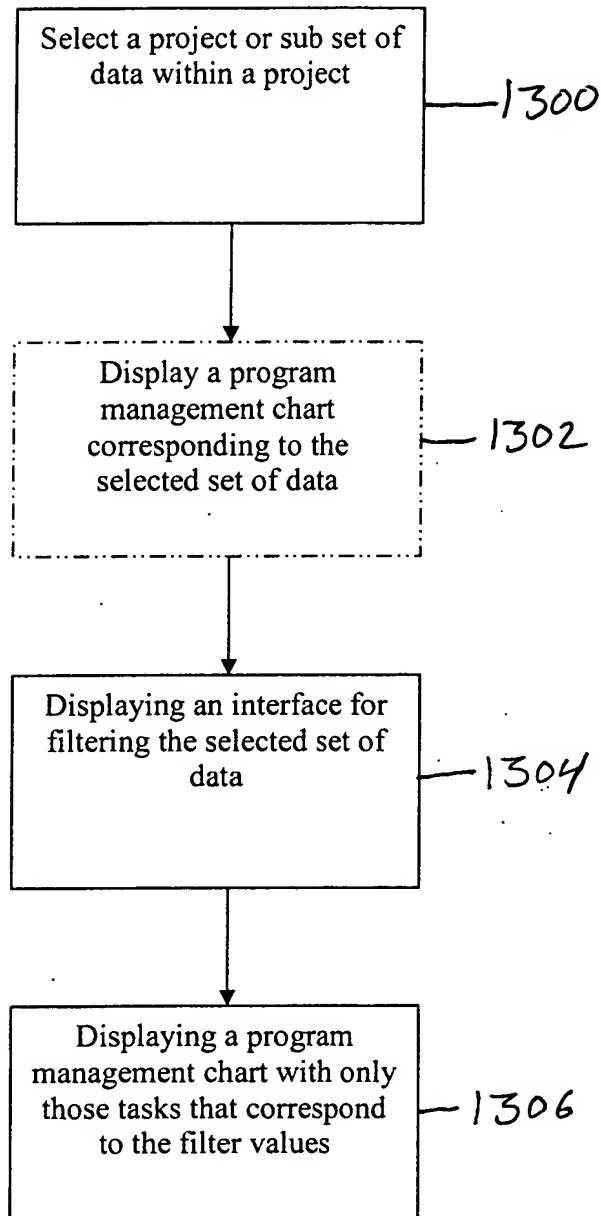 Select a project or sub set of
data within a project
1300
Display a program
management chart
corresponding to the
selected set of data
1302
Displaying an interface for
filtering the selected set of
data
1304
Displaying a program
management chart with only
those tasks that correspond
to the filter values
1306